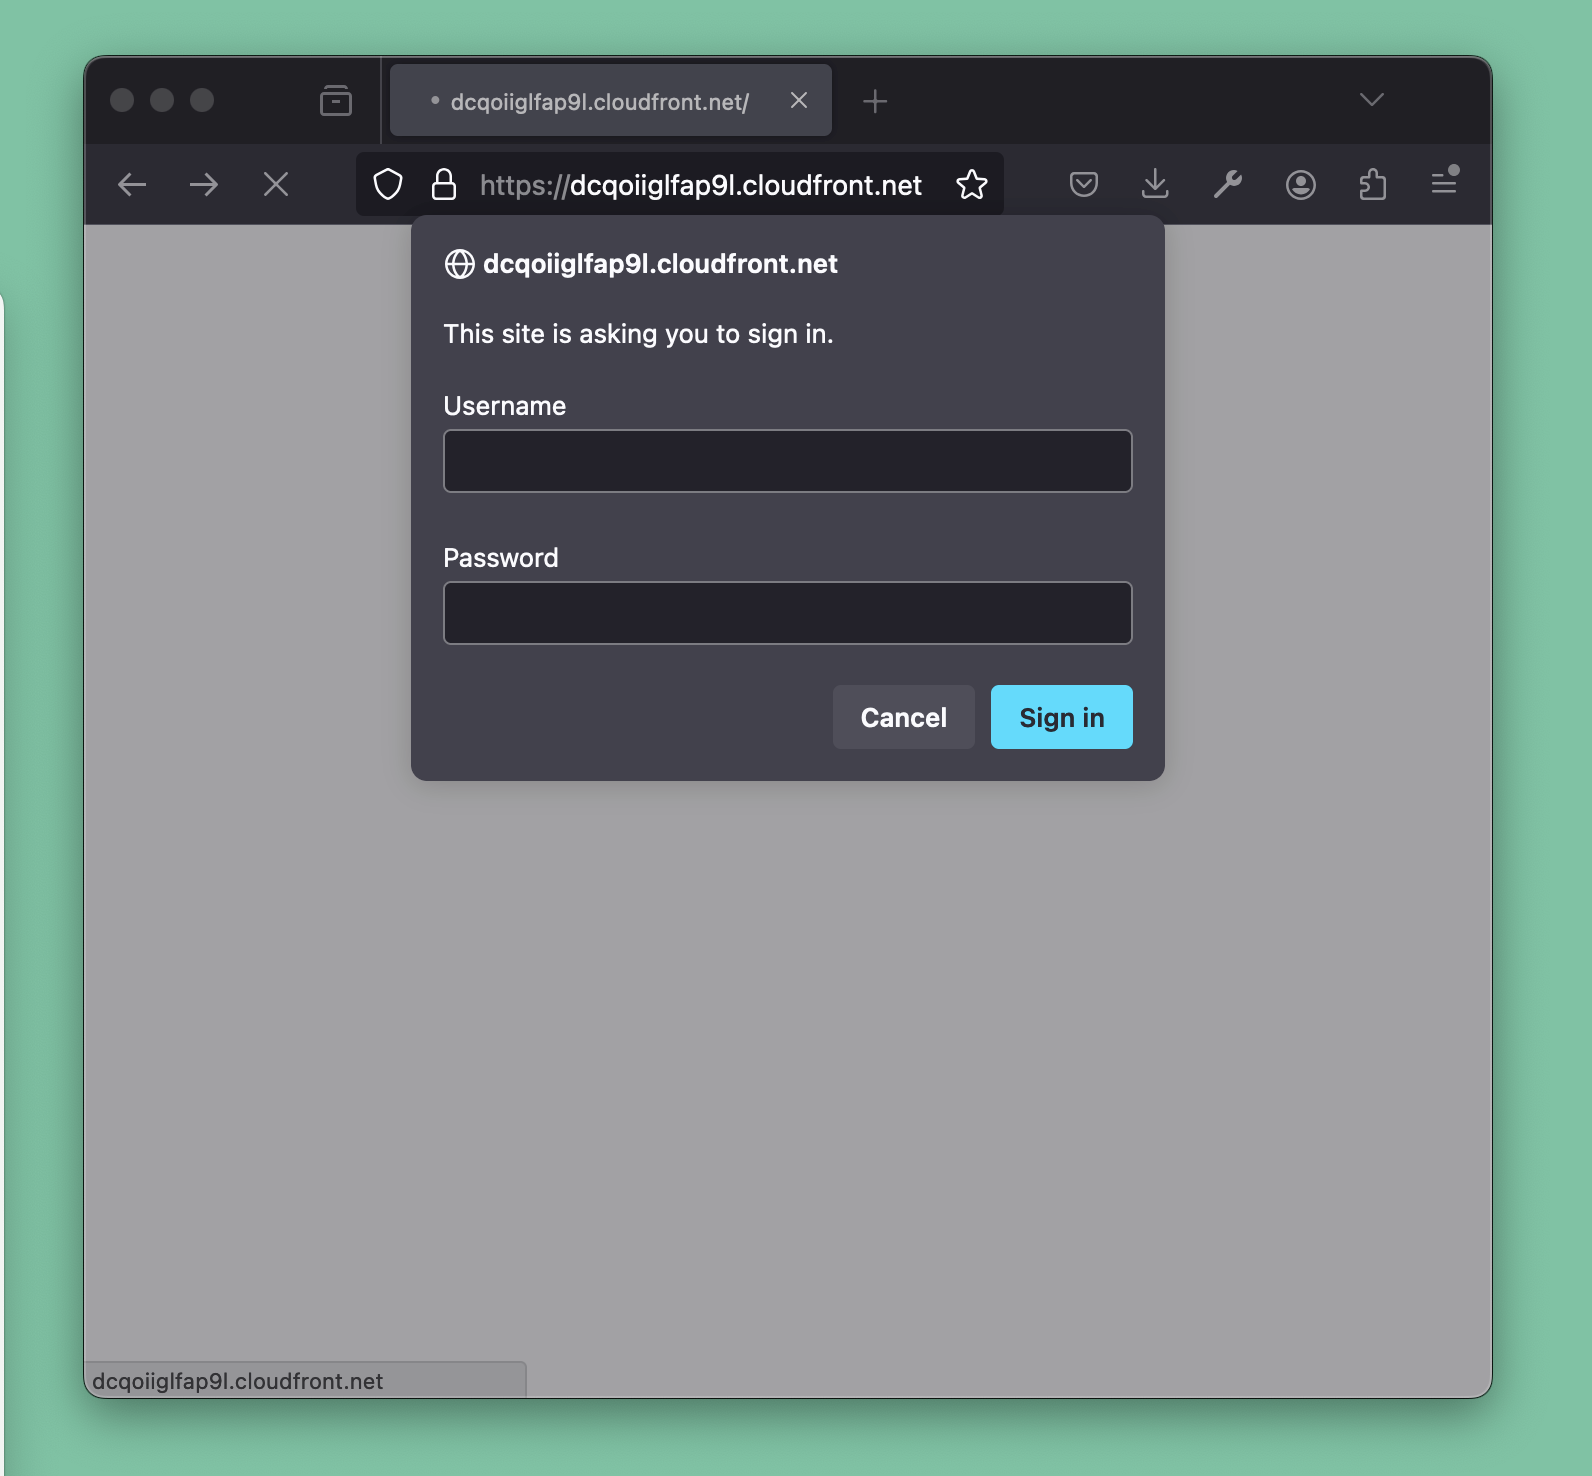 dcqoiiglfap9l.cloudfront.net/
https://dcqoiiglfap9l.cloudfront.net
dcqoiiglfap9l.cloudfront.net
This site is asking you to sign in.
Username
Password
Cancel
Sign in
dcqoiiglfap9l.cloudfront.net